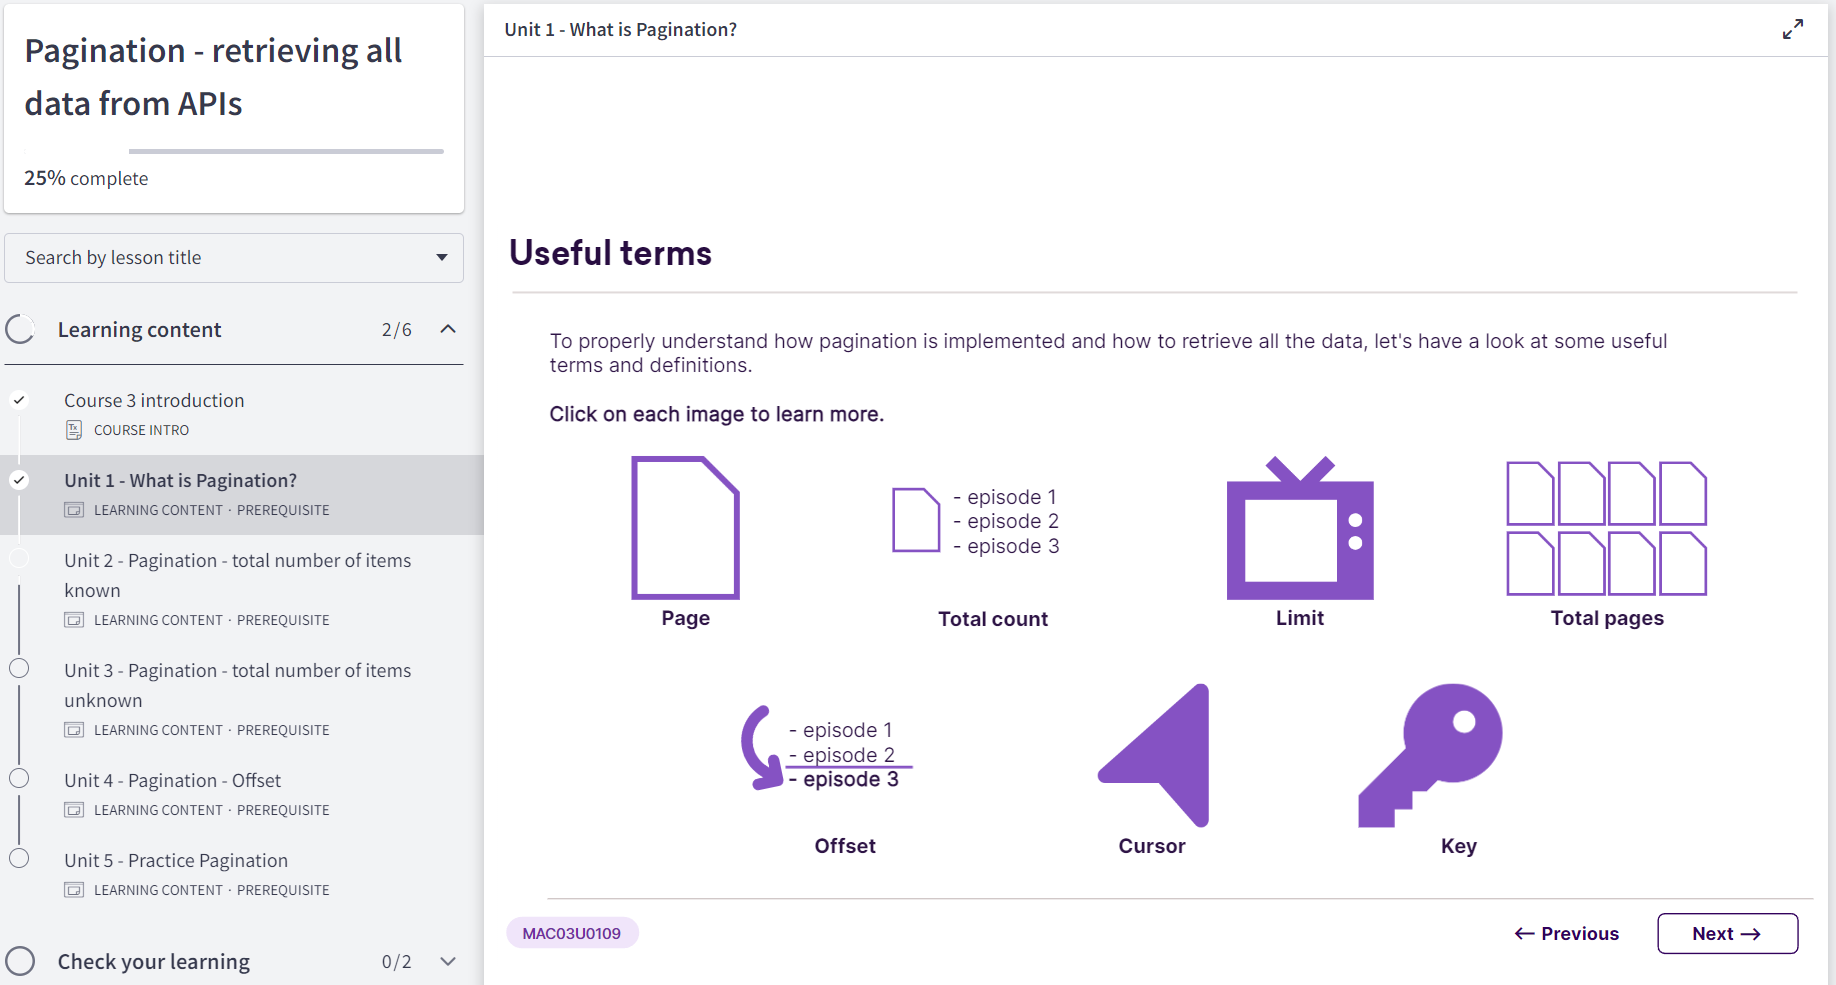 Pagination - retrieving all
data from APIs
25% complete
Search by lesson title
Learning content 2/6
Course 3 introduction
COURSE INTRO
Unit 1 - What is Pagination?
LEARNING CONTENT · PREREQUISITE
Unit 2 - Pagination - total number of items
known
LEARNING CONTENT · PREREQUISITE
Unit 3 - Pagination - total number of items
unknown
LEARNING CONTENT · PREREQUISITE
Unit 4 - Pagination - Offset
LEARNING CONTENT · PREREQUISITE
Unit 5 - Practice Pagination
LEARNING CONTENT · PREREQUISITE
Check your learning 0/2
Unit 1 - What is Pagination?
Useful terms
To properly understand how pagination is implemented and how to retrieve all the data, let's have a look at some useful
terms and definitions.
Click on each image to learn more.
- episode 1
- episode 2
- episode 3
Page
Total count
Limit
Total pages
- episode 1
- episode 2
- episode 3
Offset
Cursor
Key
MAC03U0109
← Previous
Next →